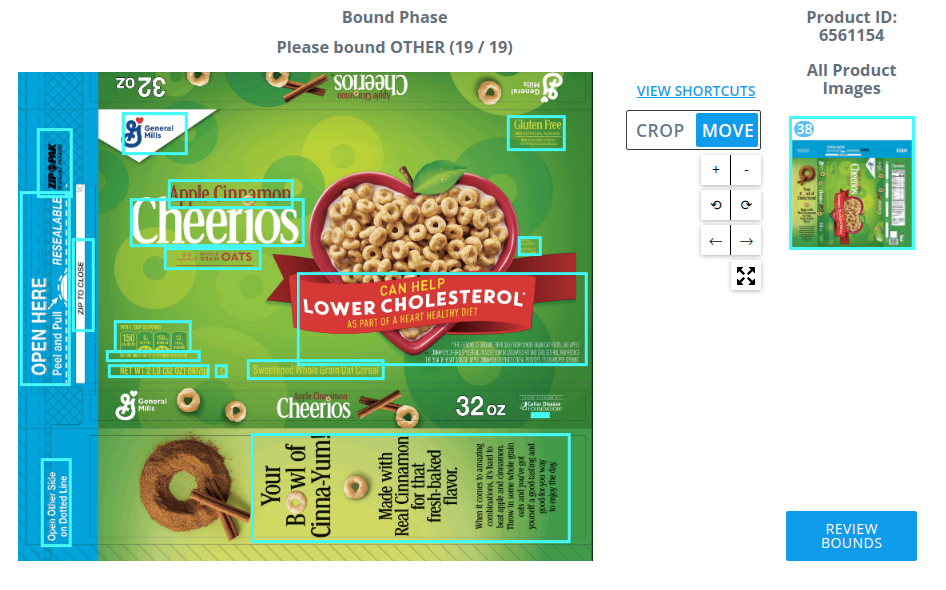 Bound Phase
Please bound OTHER (19 / 19)
Product ID:
6561154
All Product
Images
VIEW SHORTCUTS
CROP MOVE
+ -
38
32 oz
Cheerios
Apple Cinnamon
General
Mills
General
Mills
Gluten Free
ZIP PAK
RESEALABLE
OPEN HERE
Peel and Pull
ZIP TO CLOSE
Apple Cinnamon
Cheerios
WHOLE
GRAIN OATS
CAN HELP
LOWER CHOLESTEROL*
AS PART OF A HEART HEALTHY DIET
PER 1 CUP SERVING
150
NET WT 2 LB (32 OZ) (907g)
Sweetened Whole Grain Oat Cereal
General
Mills
Apple Cinnamon
Cheerios
32 oz
Celiac Disease
FOUNDATION
Open Other Side
on Dotted Line
Your
Bowl of
Cinna-Yum!
Made with
Real Cinnamon
for that
fresh-baked
flavor.
When it comes to amazing
combinations, it's hard to
beat apple and cinnamon.
Throw in some whole grain
oats and you've got
yourself a good-tasting and
good-for-you way
to enjoy the day.
REVIEW
BOUNDS